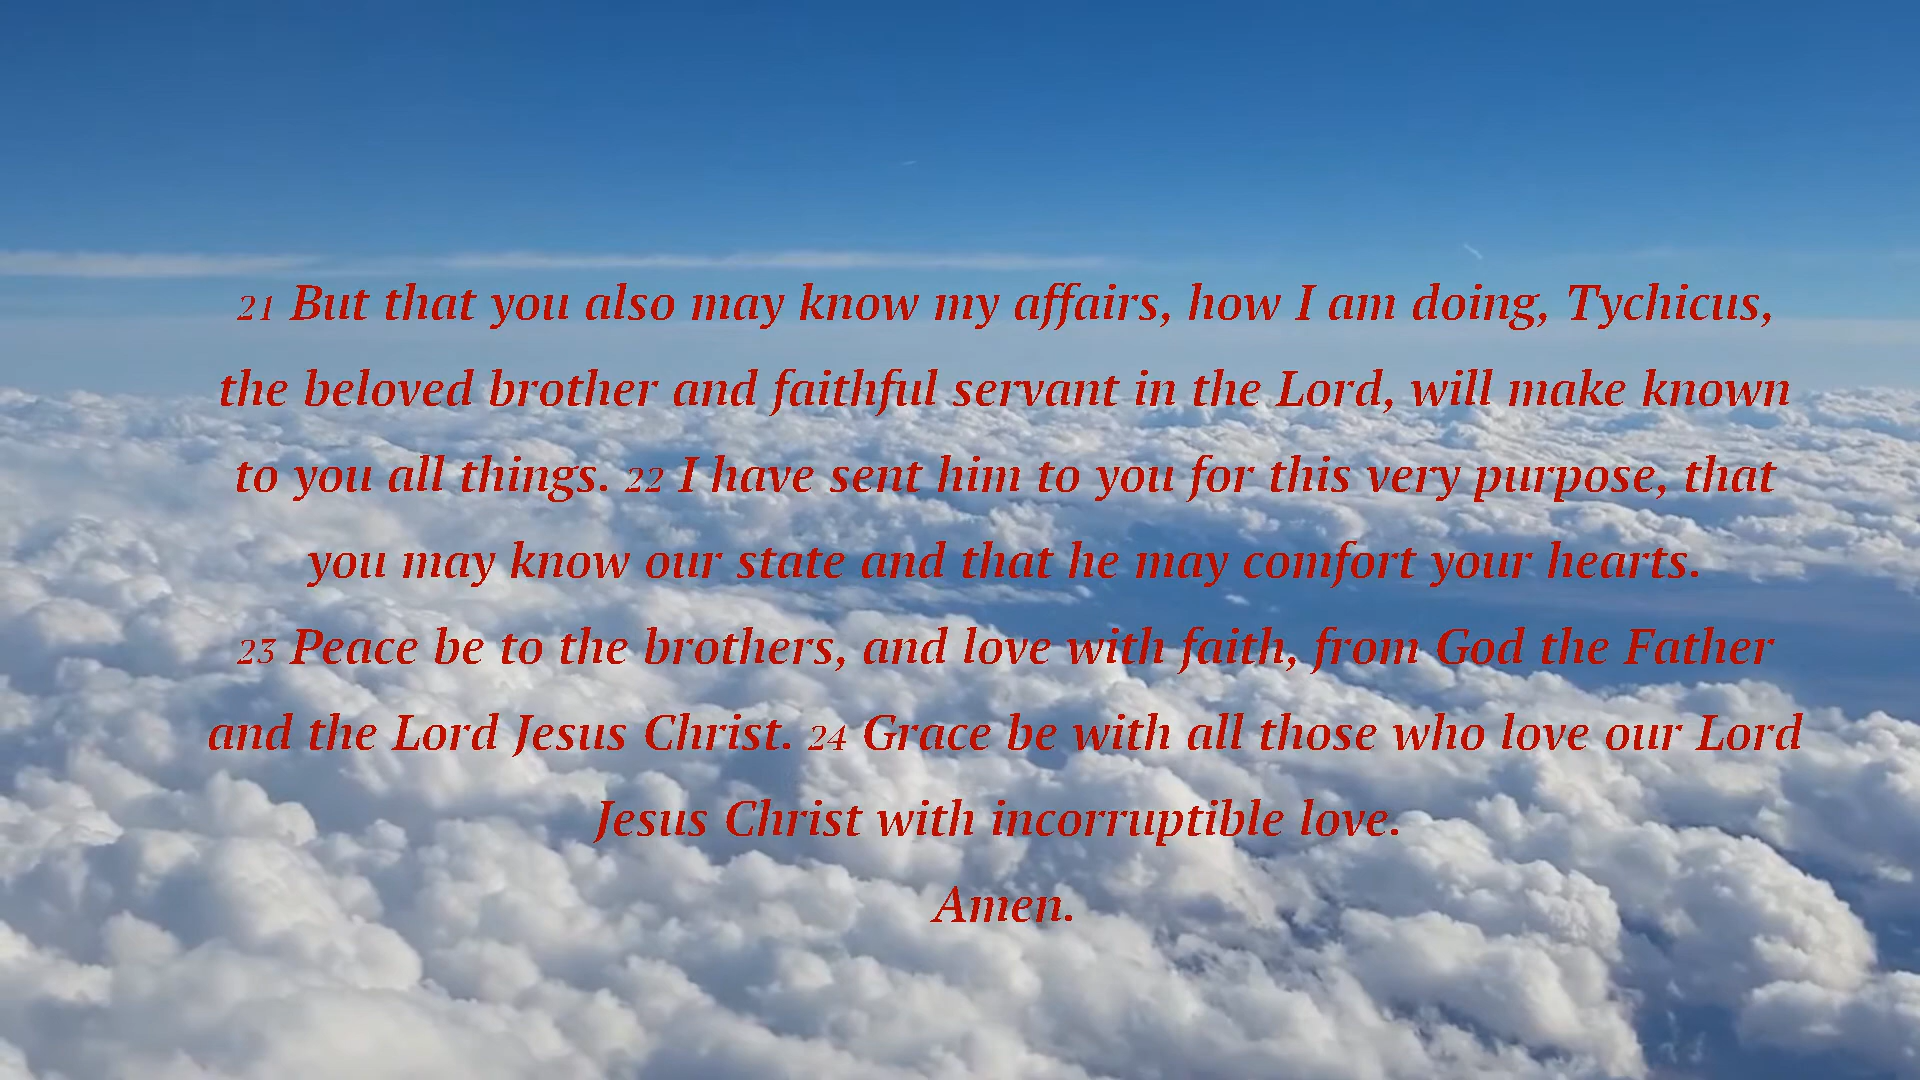 21 But that you also may know my affairs, how I am doing, Tychicus,
the beloved brother and faithful servant in the Lord, will make known
to you all things. 22 I have sent him to you for this very purpose, that
you may know our state and that he may comfort your hearts.
23 Peace be to the brothers, and love with faith, from God the Father
and the Lord Jesus Christ. 24 Grace be with all those who love our Lord
Jesus Christ with incorruptible love.
Amen.